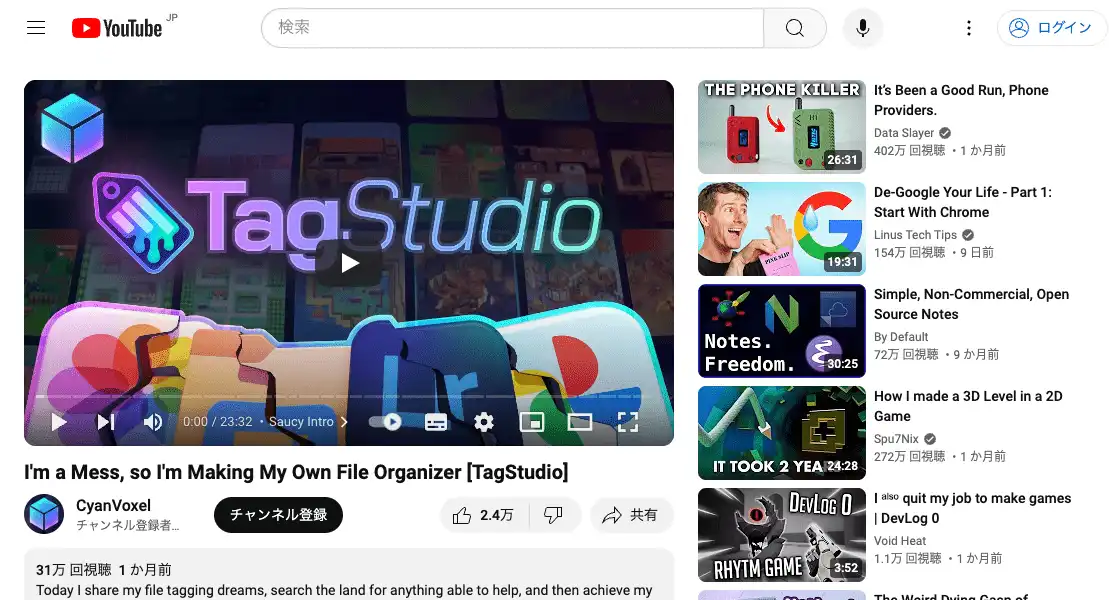 YouTube JP
検索
ログイン
TagStudio
0:00 / 23:32 ・ Saucy Intro
I'm a Mess, so I'm Making My Own File Organizer [TagStudio]
CyanVoxel
チャンネル登録者...
チャンネル登録
2.4万
共有
31万 回視聴 1 か月前
Today I share my file tagging dreams, search the land for anything able to help, and then achieve my
THE PHONE KILLER
26:31
It's Been a Good Run, Phone
Providers.
Data Slayer
402万 回視聴 ・1 か月前
PINK SLIP
19:31
De-Google Your Life - Part 1:
Start With Chrome
Linus Tech Tips
154万 回視聴 ・9 日前
Notes.
Freedom.
30:25
Simple, Non-Commercial, Open
Source Notes
By Default
72万 回視聴 ・9 か月前
IT TOOK 2 YEA
24:28
How I made a 3D Level in a 2D
Game
Spu7Nix
272万 回視聴 ・1 か月前
DEVLOG 0
RHYTM GAME
3:52
I also quit my job to make games
| DevLog 0
Void Heat
1.1万 回視聴 ・1 か月前
The Weird Dying Gasp of